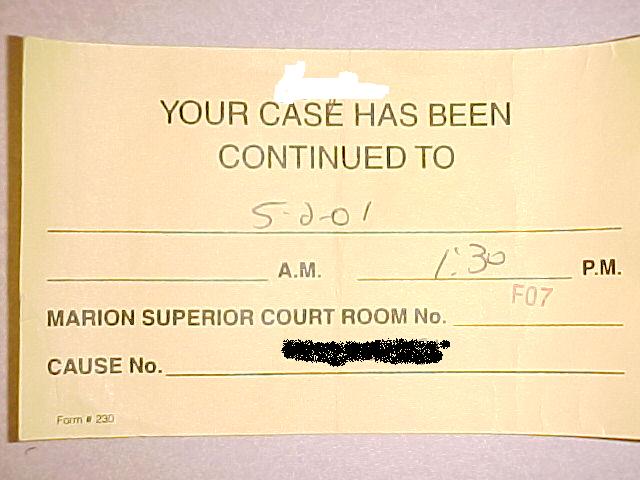 YOUR CASE HAS BEEN
CONTINUED TO
5-2-01
A.M. 1:30 P.M.
F07
MARION SUPERIOR COURT ROOM No.
CAUSE No.
Form # 230